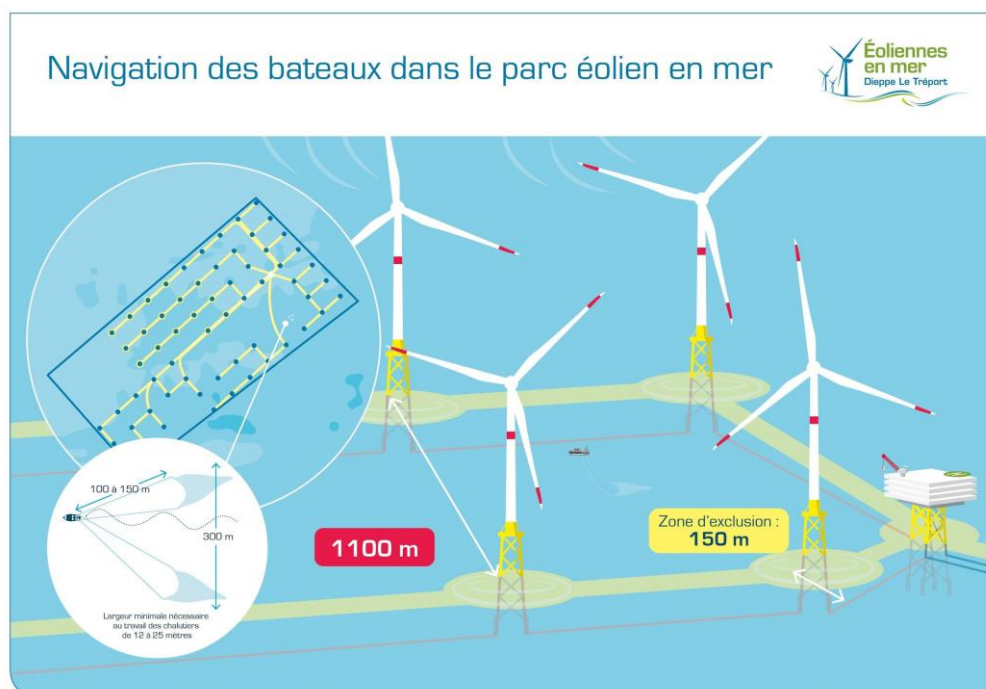 Navigation des bateaux dans le parc éolien en mer
Éoliennes
en mer
Dieppe Le Tréport
100 à 150 m
300 m
Largeur minimale nécessaire
au travail des chalutiers
de 12 à 25 mètres
1100 m
Zone d'exclusion :
150 m